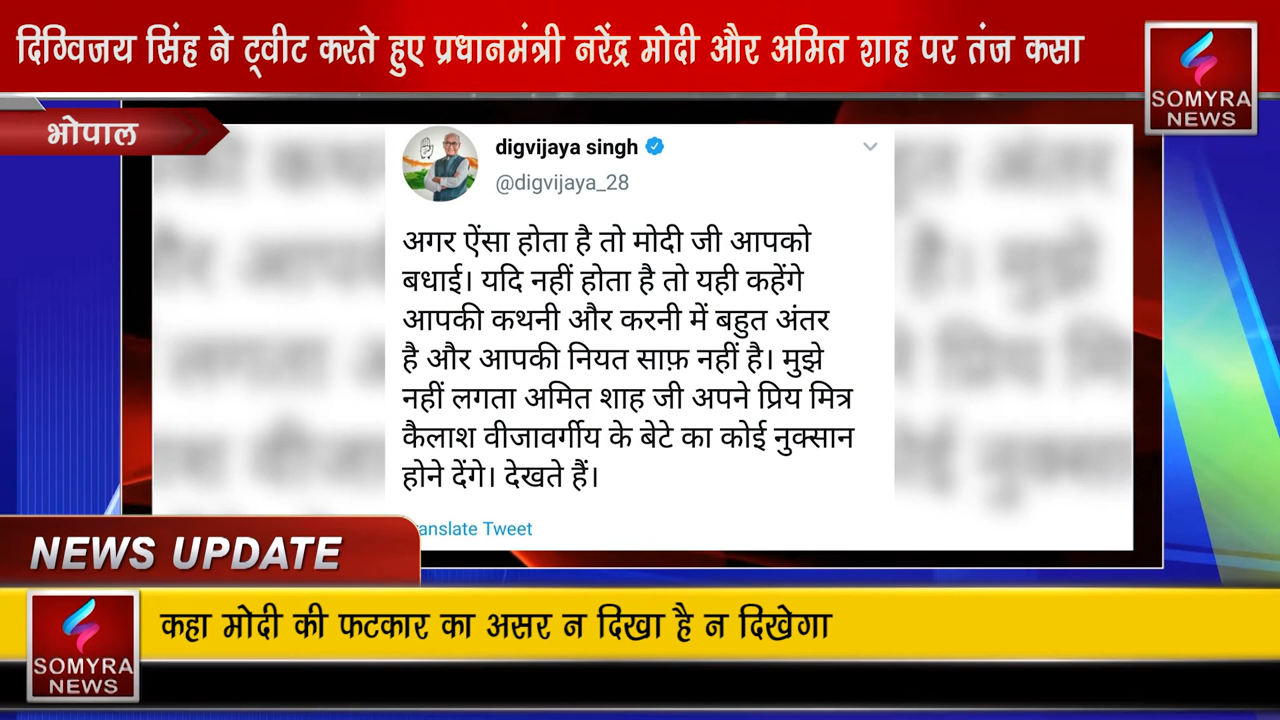 दिग्विजय सिंह ने ट्वीट करते हुए प्रधानमंत्री नरेंद्र मोदी और अमित शाह पर तंज कसा
SOMYRA
NEWS
भोपाल
digvijaya singh
@digvijaya_28
अगर ऐंसा होता है तो मोदी जी आपको
बधाई। यदि नहीं होता है तो यही कहेंगे
आपकी कथनी और करनी में बहुत अंतर
है और आपकी नियत साफ़ नहीं है। मुझे
नहीं लगता अमित शाह जी अपने प्रिय मित्र
कैलाश वीजावर्गीय के बेटे का कोई नुक्सान
होने देंगे। देखते हैं।
anslate Tweet
NEWS UPDATE
कहा मोदी की फटकार का असर न दिखा है न दिखेगा
SOMYRA
NEWS